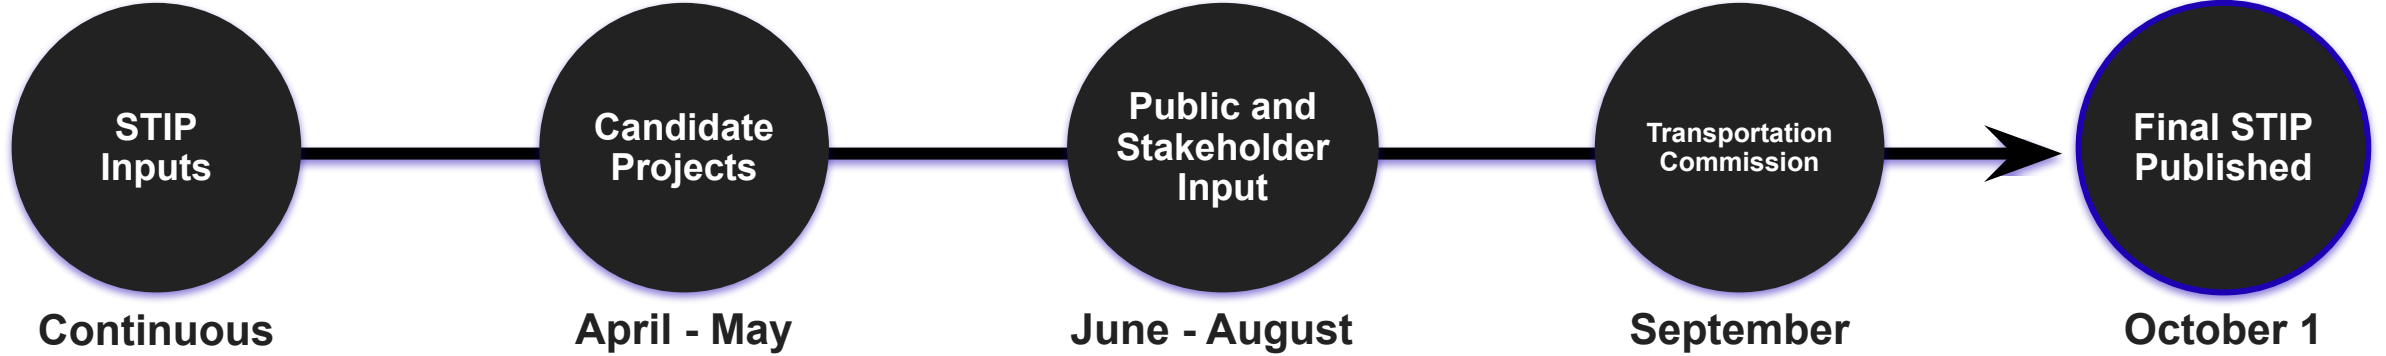 STIP
Inputs
Candidate
Projects
Public and
Stakeholder
Input
Transportation
Commission
Final STIP
Published
Continuous
April - May
June - August
September
October 1